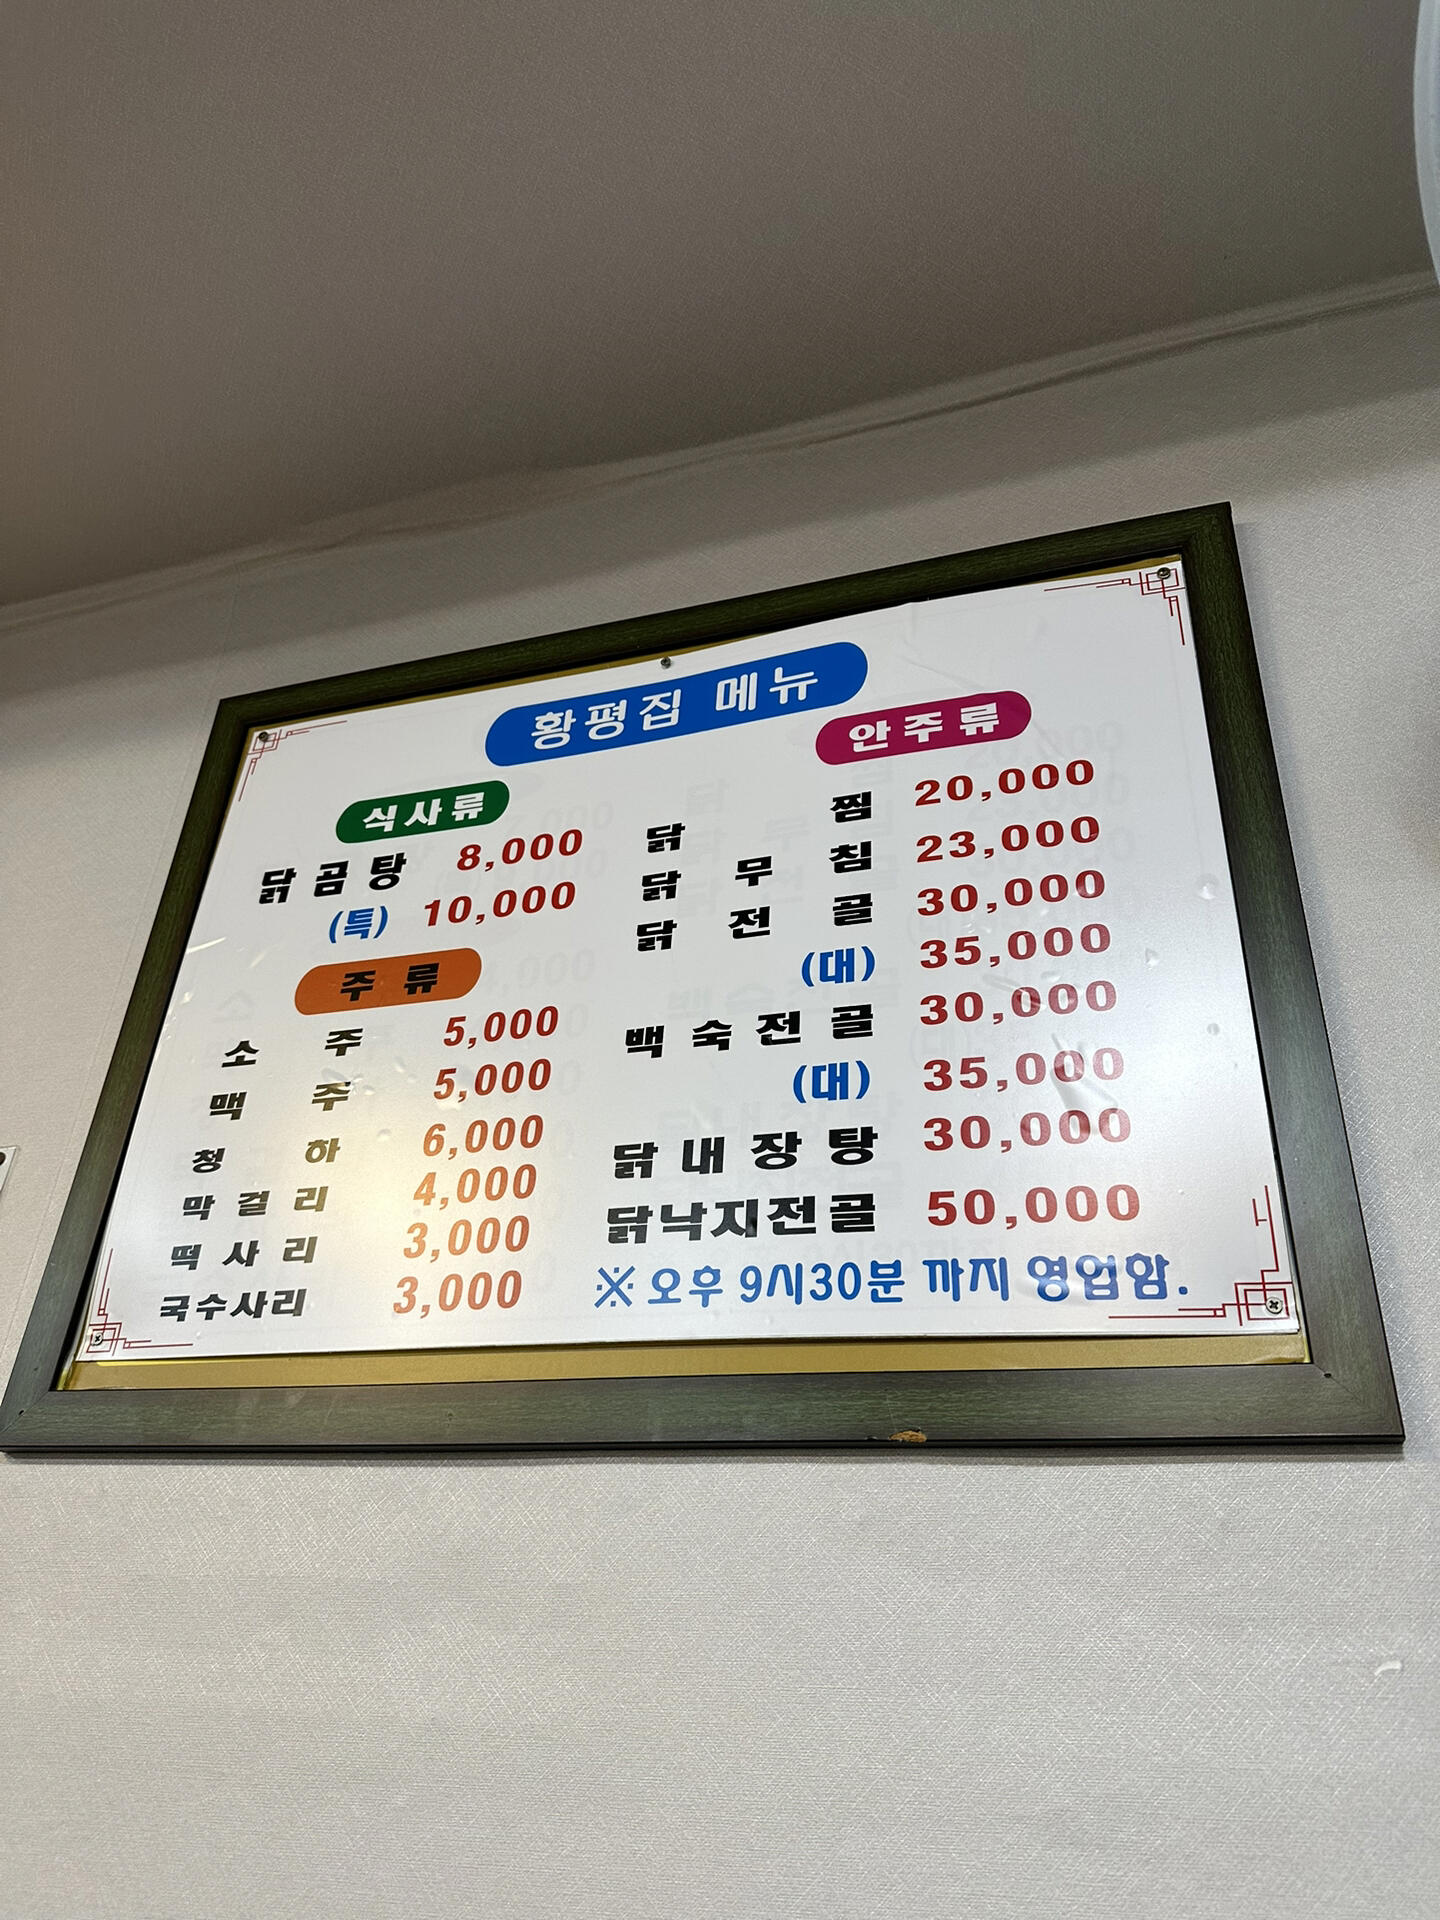 황평집 메뉴
식사류
닭곰탕 8,000
(특) 10,000
주류
소주 5,000
맥주 5,000
청하 6,000
막걸리 4,000
떡사리 3,000
국수사리 3,000
안주류
닭찜 20,000
닭무침 23,000
닭전골 30,000
(대) 35,000
백숙전골 30,000
(대) 35,000
닭내장탕 30,000
닭낙지전골 50,000
※오후 9시30분 까지 영업함.